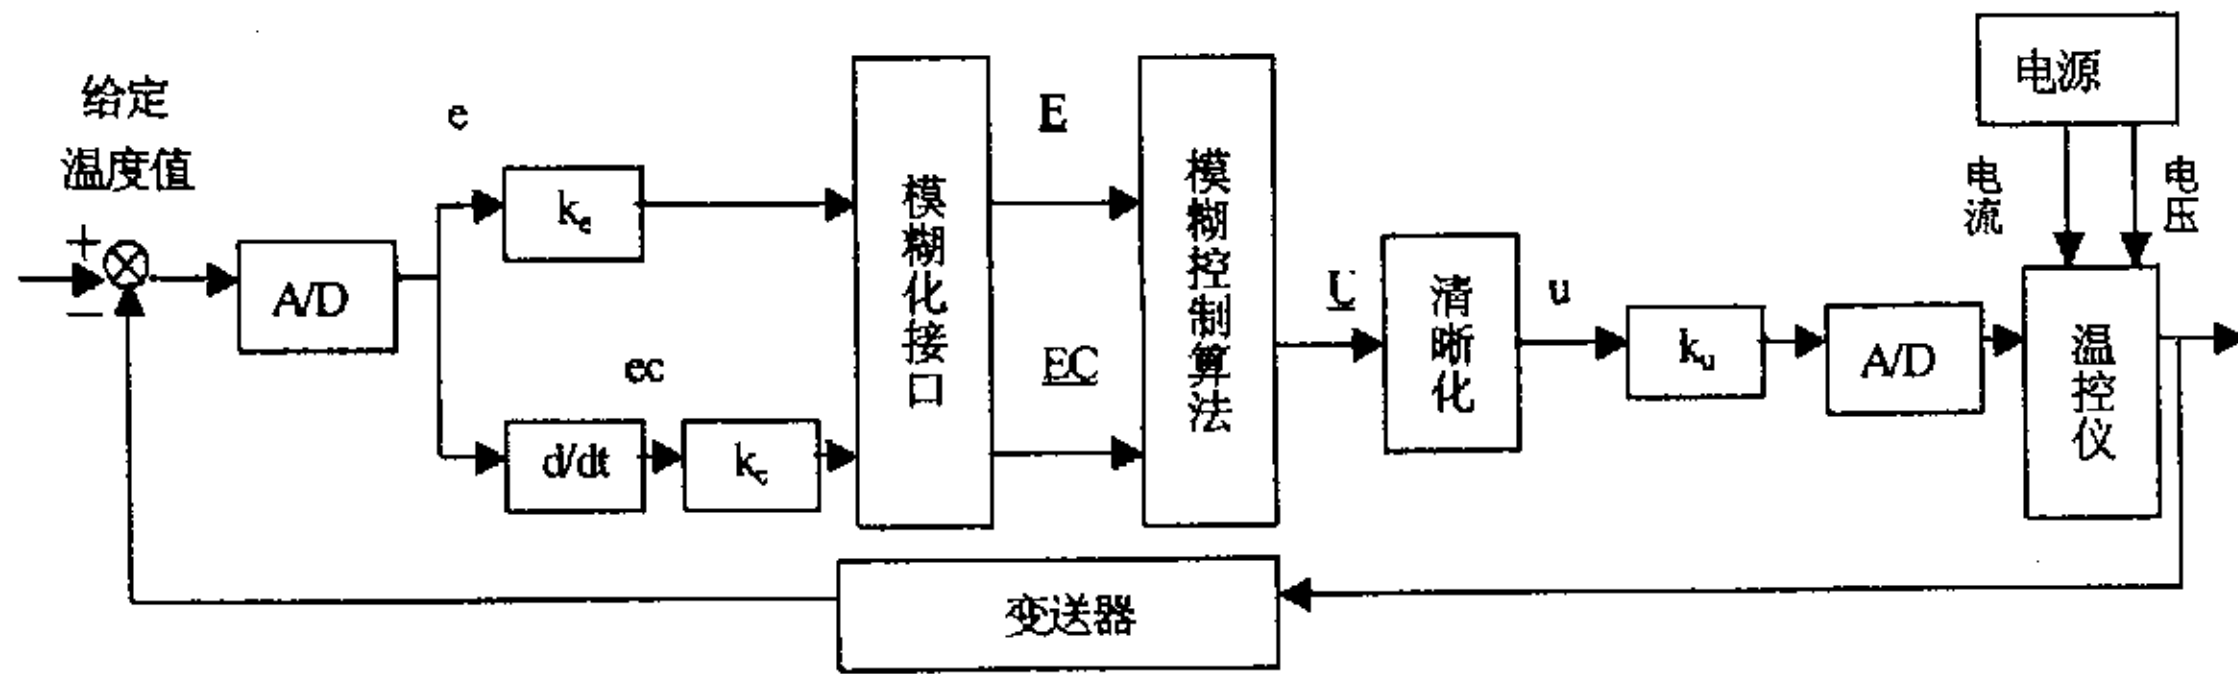 给定
温度值
+
−
A/D
e
kₑ
ec
d/dt
k꜀
模糊化接口
E
EC
模糊控制算法
U
清晰化
u
kᵤ
A/D
电源
电流
电压
温控仪
变送器